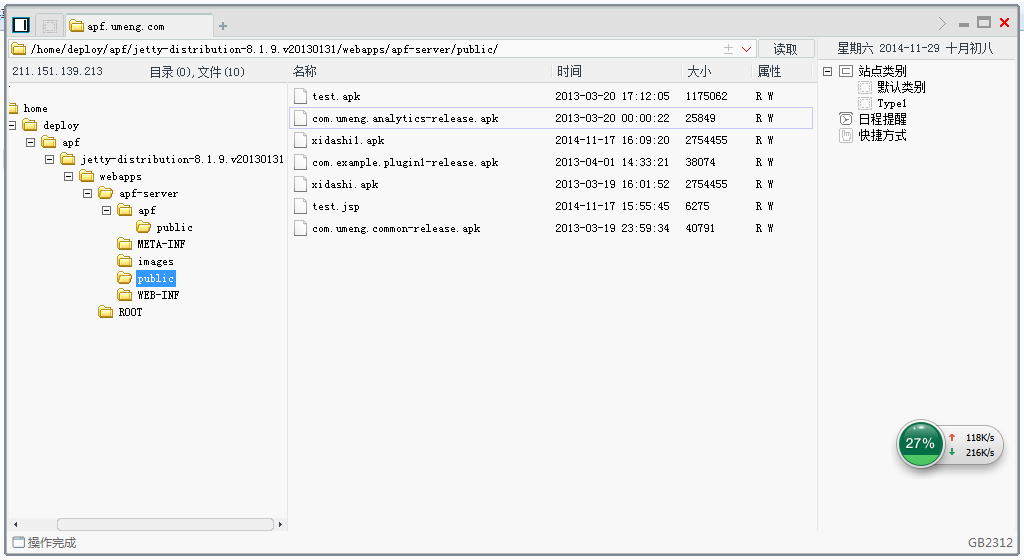 apf.umeng.com
/home/deploy/apf/jetty-distribution-8.1.9.v20130131/webapps/apf-server/public/
读取
星期六 2014-11-29 十月初八
211.151.139.213
目录(0),文件(10)
名称 时间 大小 属性
home
deploy
apf
jetty-distribution-8.1.9.v20130131
webapps
apf-server
apf
public
META-INF
images
public
WEB-INF
ROOT
test.apk 2013-03-20 17:12:05 1175062 R W
com.umeng.analytics-release.apk 2013-03-20 00:00:22 25849 R W
xidashi1.apk 2014-11-17 16:09:20 2754455 R W
com.example.plugin1-release.apk 2013-04-01 14:33:21 38074 R W
xidashi.apk 2013-03-19 16:01:52 2754455 R W
test.jsp 2014-11-17 15:55:45 6275 R W
com.umeng.common-release.apk 2013-03-19 23:59:34 40791 R W
站点类别
默认类别
Type1
日程提醒
快捷方式
27%
118K/s
216K/s
操作完成
GB2312